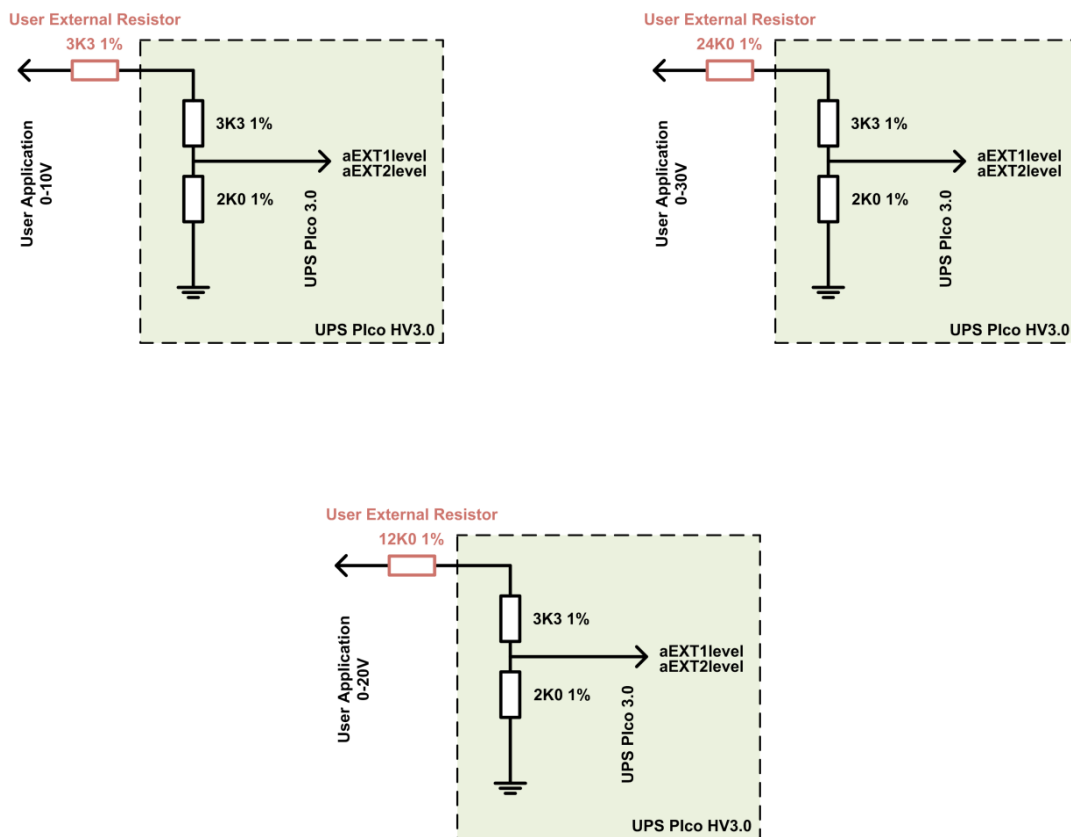 User External Resistor
3K3 1%
3K3 1%
aEXT1level
aEXT2level
2K0 1%
User Application
0-10V
UPS PIco 3.0
UPS PIco HV3.0
User External Resistor
24K0 1%
3K3 1%
aEXT1level
aEXT2level
2K0 1%
User Application
0-30V
UPS PIco 3.0
UPS PIco HV3.0
User External Resistor
12K0 1%
3K3 1%
aEXT1level
aEXT2level
2K0 1%
User Application
0-20V
UPS PIco 3.0
UPS PIco HV3.0